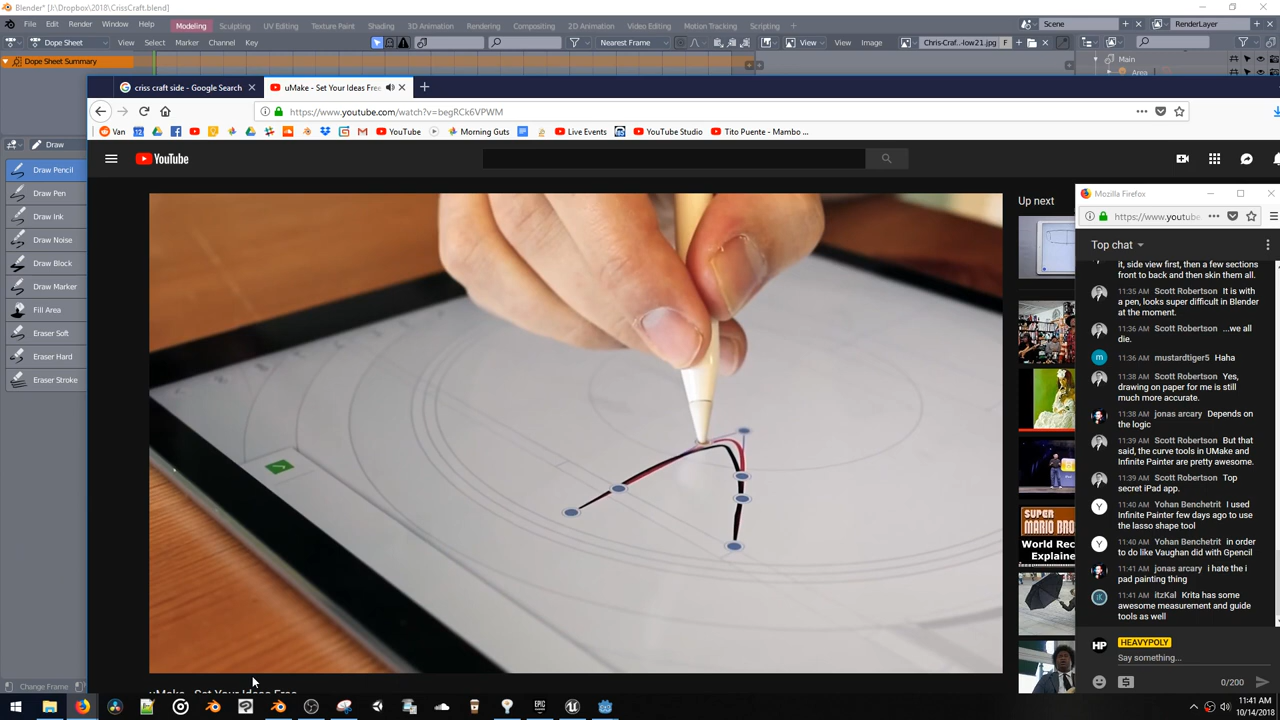 Blender* [J:\Dropbox\2018\CrissCraft.blend]
File Edit Render Window Help Modeling Sculpting UV Editing Texture Paint Shading 3D Animation Rendering 2D Animation Video Editing Motion Tracking Scripting Scene RenderLayer
Dope Sheet View Select Marker Channel Key Nearest Frame View Image Chris-Craf...-low21.jpg F
Dope Sheet Summary
Main
Area
criss craft side - Google Search
uMake - Set Your Ideas Free
https://www.youtube.com/watch?v=begRCk6VPWM
Van YouTube Morning Guts Live Events YouTube Studio Tito Puente - Mambo ...
Draw
Draw Pencil
Draw Pen
Draw Ink
Draw Noise
Draw Block
Draw Marker
Fill Area
Eraser Soft
Eraser Hard
Eraser Stroke
Change Frame
YouTube
Up next
SUPER
MARIO BRO
World Rec
Explaine
uMake - Set Your Ideas Free
Mozilla Firefox
https://www.youtube
Top chat
it, side view first, then a few sections
front to back and then skin them all.
11:35 AM Scott Robertson It is with
a pen, looks super difficult in Blender
at the moment.
11:36 AM Scott Robertson ...we all
die.
11:36 AM mustardtiger5 Haha
11:38 AM Scott Robertson Yes,
drawing on paper for me is still
much more accurate.
11:38 AM jonas arcary Depends on
the logic
11:39 AM Scott Robertson But that
said, the curve tools in UMake and
Infinite Painter are pretty awesome.
11:39 AM Scott Robertson Top
secret iPad app.
11:40 AM Yohan Benchetrit I used
Infinite Painter few days ago to use
the lasso shape tool
11:40 AM Yohan Benchetrit in order
to do like Vaughan did with Gpencil
11:41 AM jonas arcary i hate the i
pad painting thing
11:41 AM itzKal Krita has some
awesome measurement and guide
tools as well
HP HEAVYPOLY
Say something...
0/200
11:41 AM
10/14/2018